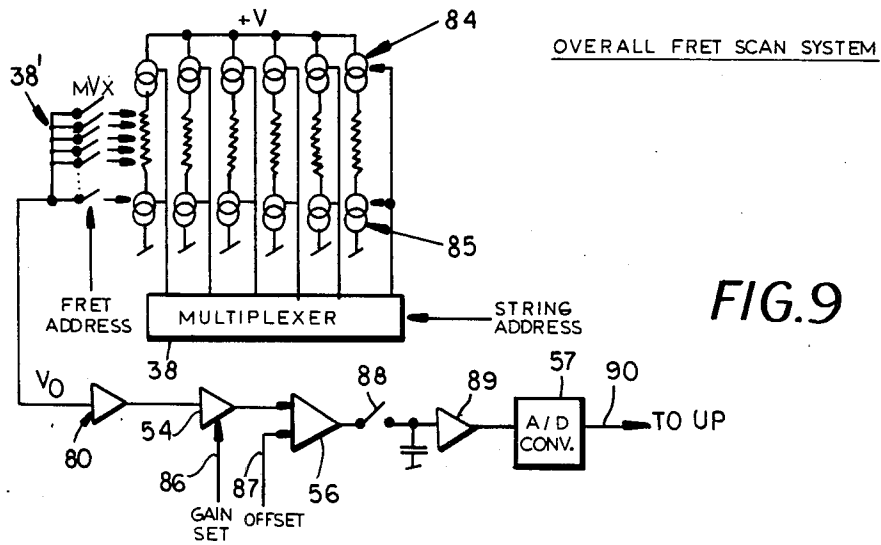 +V
84
OVERALL FRET SCAN SYSTEM
38'
MVX
85
FRET
ADDRESS
MULTIPLEXER
STRING
ADDRESS
FIG.9
38
VO
80
54
86
GAIN
SET
87
OFFSET
56
88
89
57
A/D
CONV.
90
TO UP